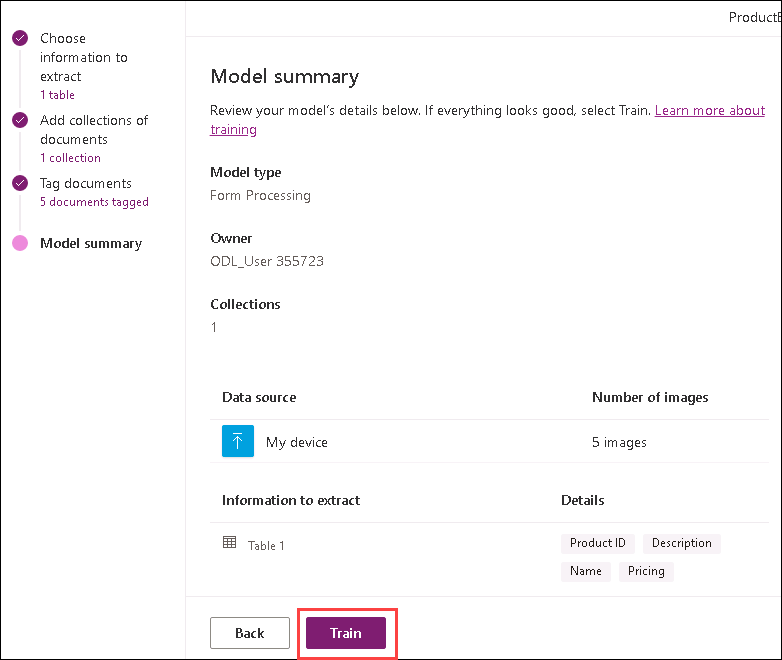 ProductE
Choose
information to
extract
1 table
Add collections of
documents
1 collection
Tag documents
5 documents tagged
Model summary
Model summary
Review your model's details below. If everything looks good, select Train. Learn more about
training
Model type
Form Processing
Owner
ODL_User 355723
Collections
1
Data source Number of images
My device 5 images
Information to extract Details
Table 1 Product ID Description
Name Pricing
Back Train